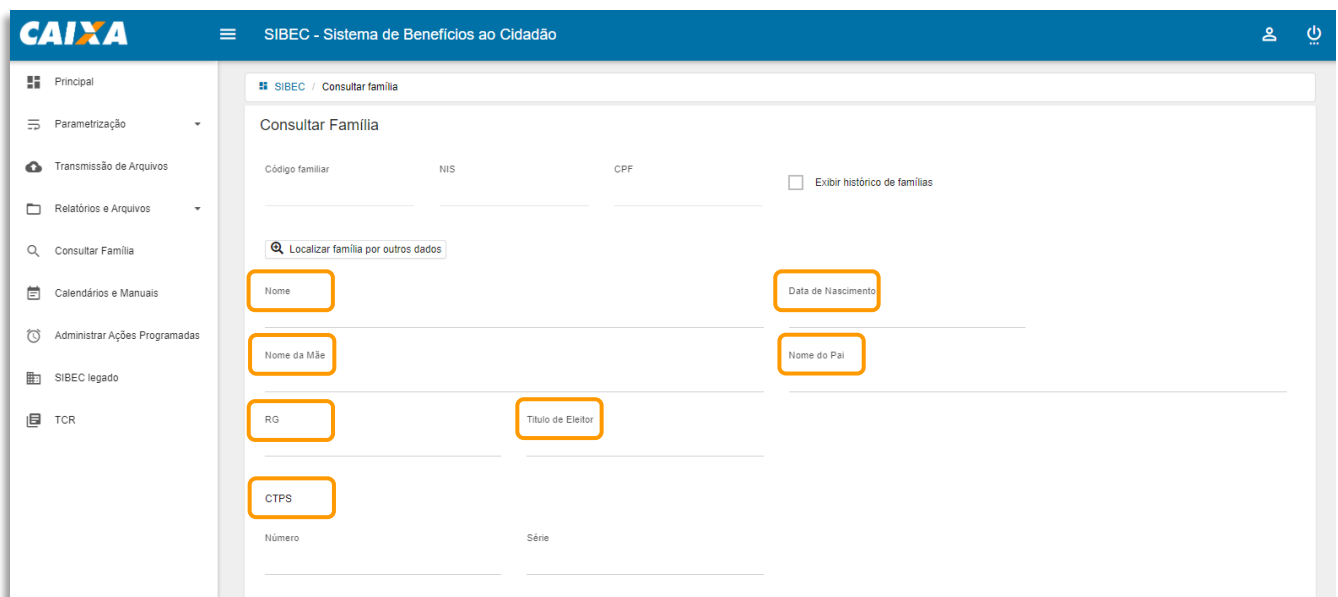 CAIXA
SIBEC - Sistema de Benefícios ao Cidadão
Principal
Parametrização
Transmissão de Arquivos
Relatórios e Arquivos
Consultar Família
Calendários e Manuais
Administrar Ações Programadas
SIBEC legado
TCR
SIBEC / Consultar família
Consultar Família
Código familiar NIS CPF
Exibir histórico de famílias
Localizar família por outros dados
Nome Data de Nascimento
Nome da Mãe Nome do Pai
RG Titulo de Eleitor
CTPS
Número Série